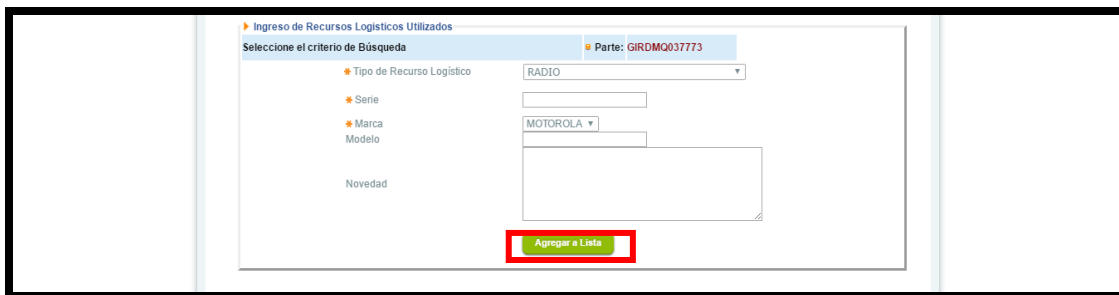 Ingreso de Recursos Logísticos Utilizados
Seleccione el criterio de Búsqueda Parte: GIRDMQ037773
Tipo de Recurso Logístico RADIO
Serie
Marca MOTOROLA
Modelo
Novedad
Agregar a Lista